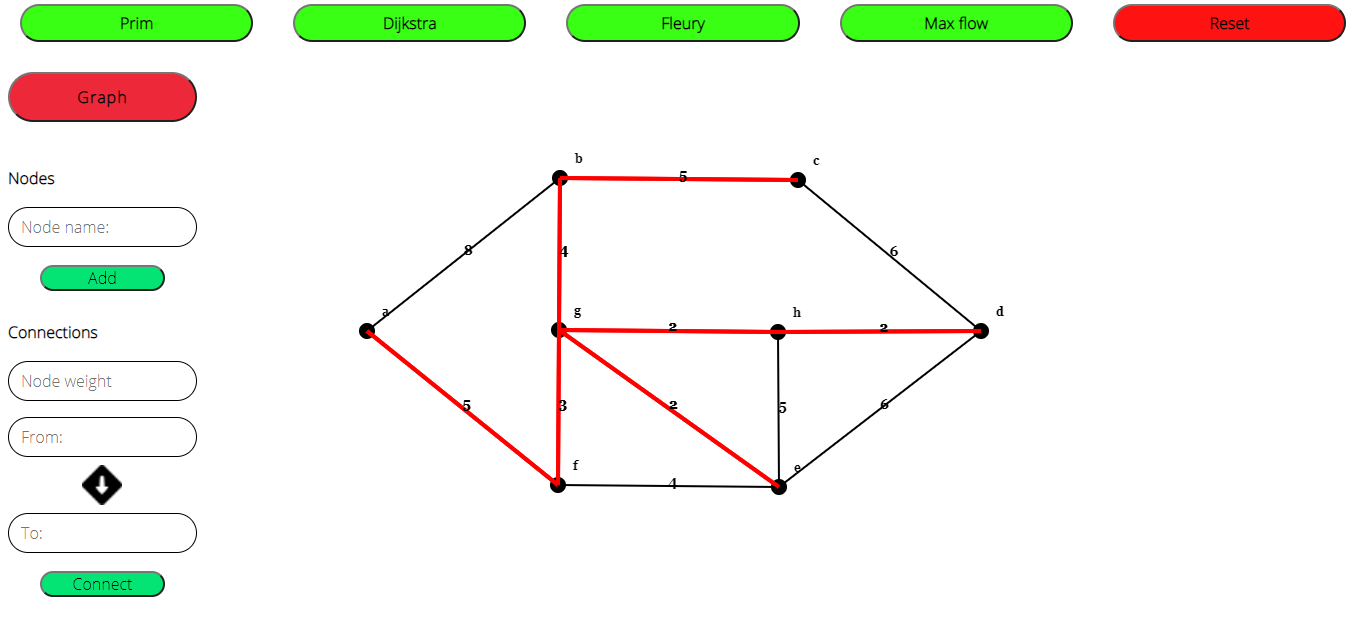 Prim
Dijkstra
Fleury
Max flow
Reset
Graph
Nodes
Node name:
Add
Connections
Node weight
From:
To:
Connect
b
c
5
8
4
6
a
g
h
d
2
2
5
3
2
5
6
f
e
4